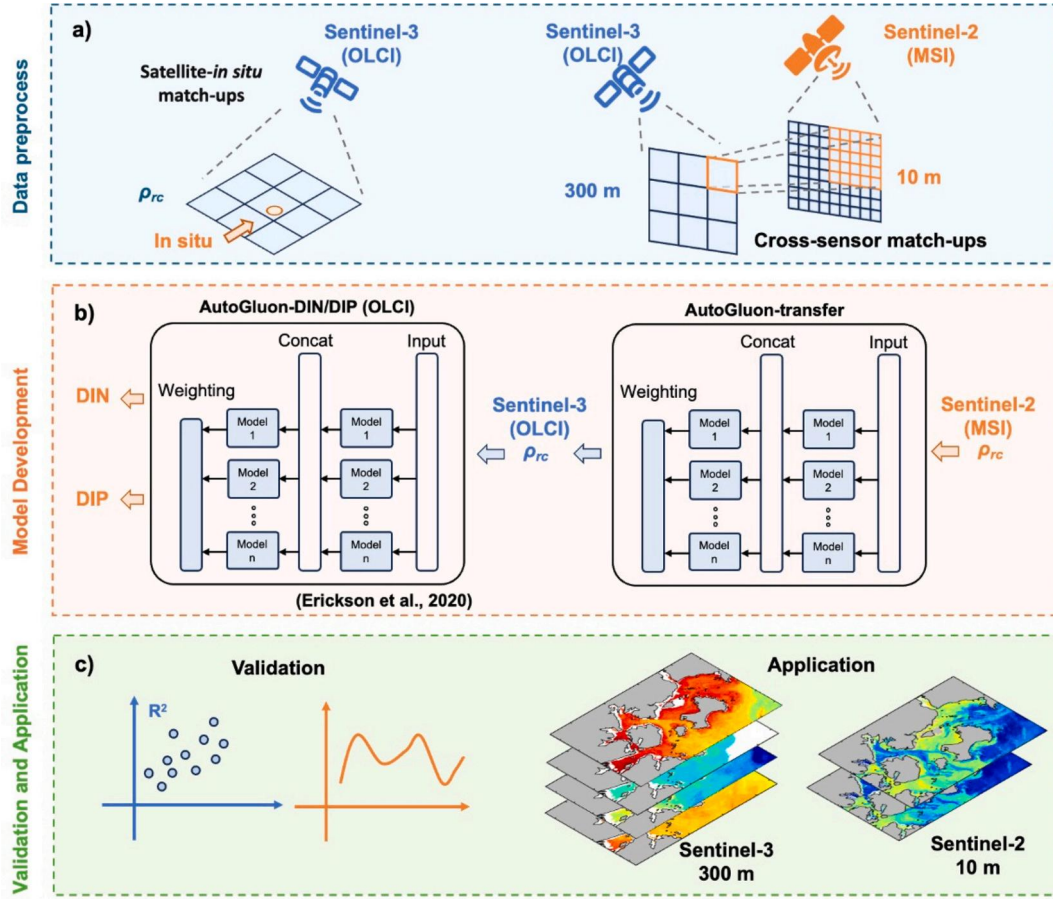 Data preprocess
a)
Sentinel-3
(OLCI)
Satellite-in situ
match-ups
ρrc
In situ
Sentinel-3
(OLCI)
Sentinel-2
(MSI)
300 m
10 m
Cross-sensor match-ups
Model Development
b)
AutoGluon-DIN/DIP (OLCI)
Concat
Input
Weighting
Model
1
Model
1
Model
2
Model
2
Model
n
Model
n
DIN
DIP
(Erickson et al., 2020)
Sentinel-3
(OLCI)
ρrc
AutoGluon-transfer
Concat
Input
Weighting
Model
1
Model
1
Model
2
Model
2
Model
n
Model
n
Sentinel-2
(MSI)
ρrc
Validation and Application
c)
Validation
R²
Application
Sentinel-3
300 m
Sentinel-2
10 m